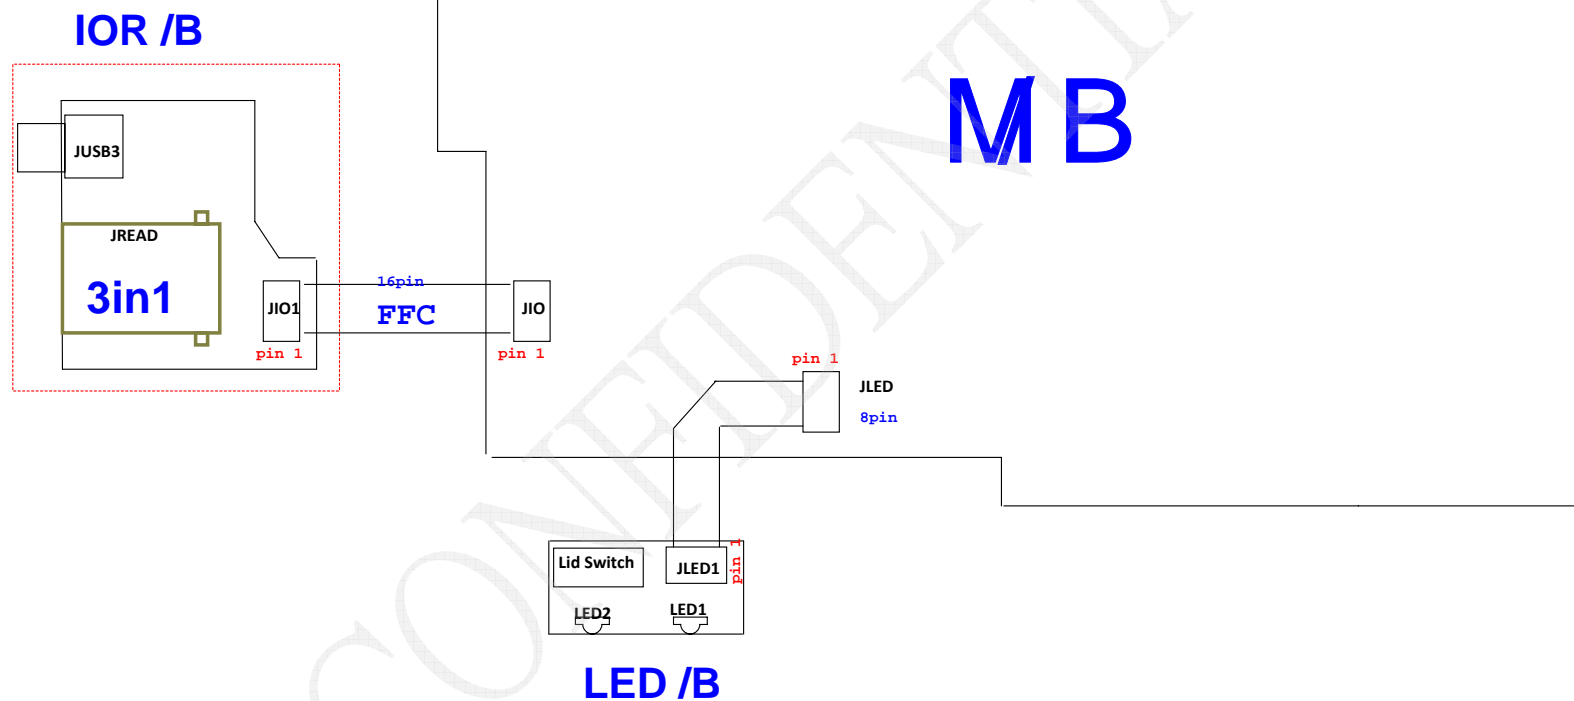 IOR /B
MB
JUSB3
JREAD
3in1
16pin
FFC
JIO1
JIO
pin 1
pin 1
pin 1
JLED
8pin
Lid Switch
JLED1
pin 1
LED2
LED1
LED /B
CONFIDENTIA